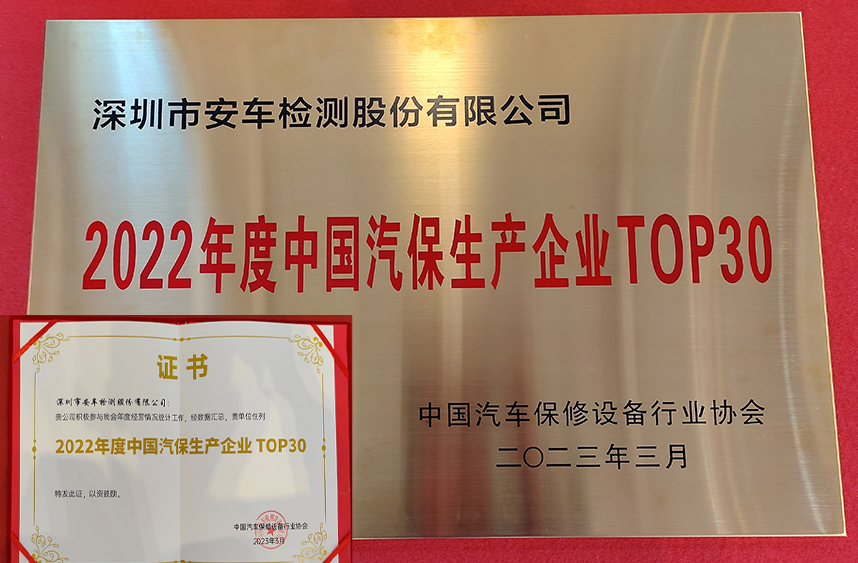 深圳市安车检测股份有限公司
2022年度中国汽保生产企业TOP30
中国汽车保修设备行业协会
二〇二三年三月
证书
深圳市安车检测股份有限公司:
贵公司积极参与我会年度经营情况统计工作，经数据汇总，贵单位位列
2022年度中国汽保生产企业 TOP30
特发此证，以资鼓励。
中国汽车保修设备行业协会
2023年3月